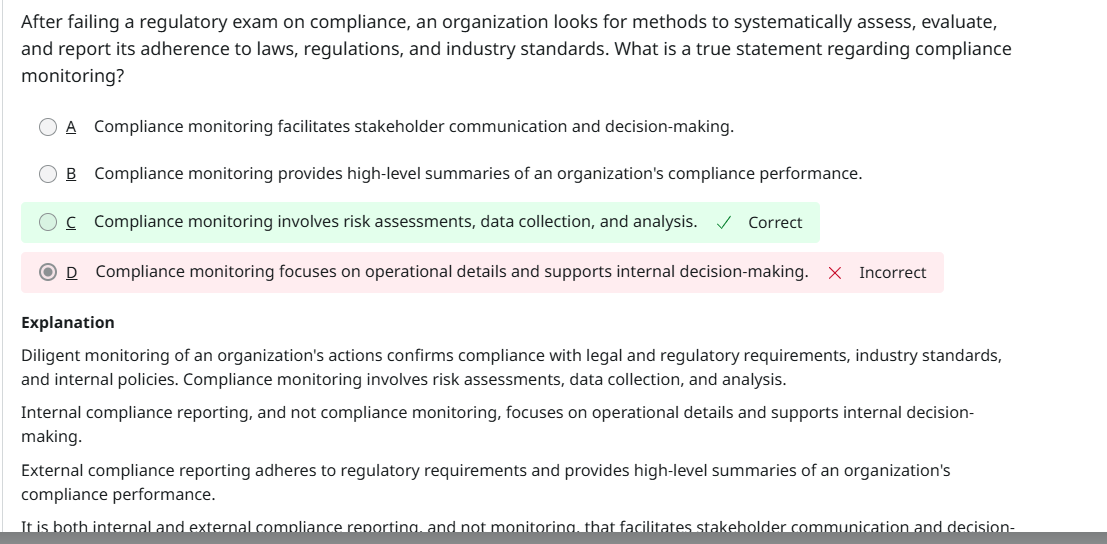 After failing a regulatory exam on compliance, an organization looks for methods to systematically assess, evaluate,
and report its adherence to laws, regulations, and industry standards. What is a true statement regarding compliance
monitoring?
A Compliance monitoring facilitates stakeholder communication and decision-making.
B Compliance monitoring provides high-level summaries of an organization's compliance performance.
C Compliance monitoring involves risk assessments, data collection, and analysis. ✓ Correct
D Compliance monitoring focuses on operational details and supports internal decision-making. ✕ Incorrect
Explanation
Diligent monitoring of an organization's actions confirms compliance with legal and regulatory requirements, industry standards,
and internal policies. Compliance monitoring involves risk assessments, data collection, and analysis.
Internal compliance reporting, and not compliance monitoring, focuses on operational details and supports internal decision-
making.
External compliance reporting adheres to regulatory requirements and provides high-level summaries of an organization's
compliance performance.
It is both internal and external compliance reporting, and not monitoring, that facilitates stakeholder communication and decision-